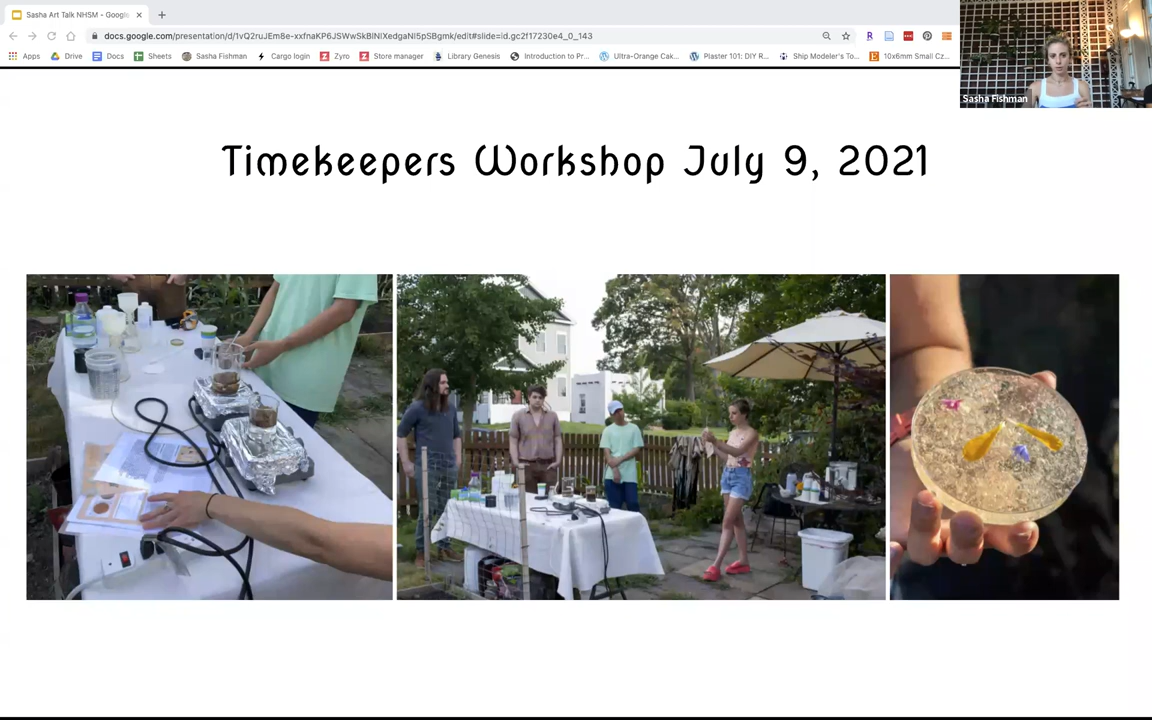 Sasha Art Talk NHSM - Google
docs.google.com/presentation/d/1vQ2ruJEm8e-xxfnaKP6JSWwSkBlNlXedgaNl5pSBgmk/edit#slide=id.gc2f17230e4_0_143
Apps Drive Docs Sheets Sasha Fishman Cargo login Zyro Store manager Library Genesis Introduction to Pr... Ultra-Orange Cak... Plaster 101: DIY R... Ship Modeler's To... 10x6mm Small Cz...
Sasha Fishman
Timekeepers Workshop July 9, 2021